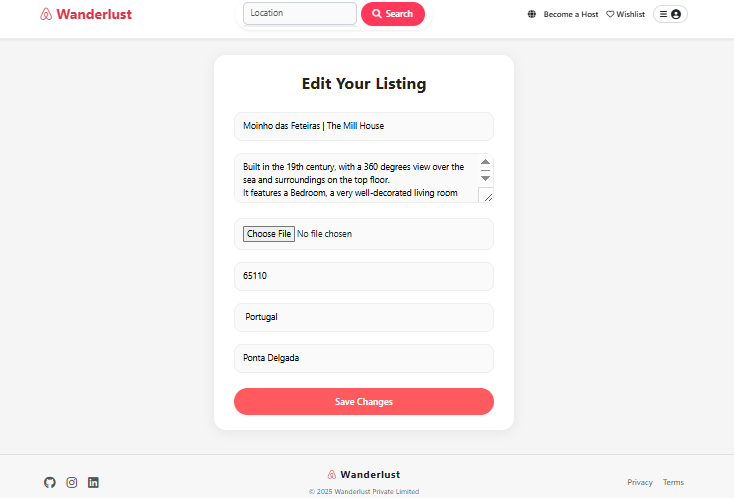 Wanderlust
Location
Search
Become a Host
Wishlist
Edit Your Listing
Moinho das Feteiras | The Mill House
Built in the 19th century, with a 360 degrees view over the
sea and surroundings on the top floor.
It features a Bedroom, a very well-decorated living room
Choose File No file chosen
65110
Portugal
Ponta Delgada
Save Changes
Wanderlust
© 2025 Wanderlust Private Limited
Privacy Terms